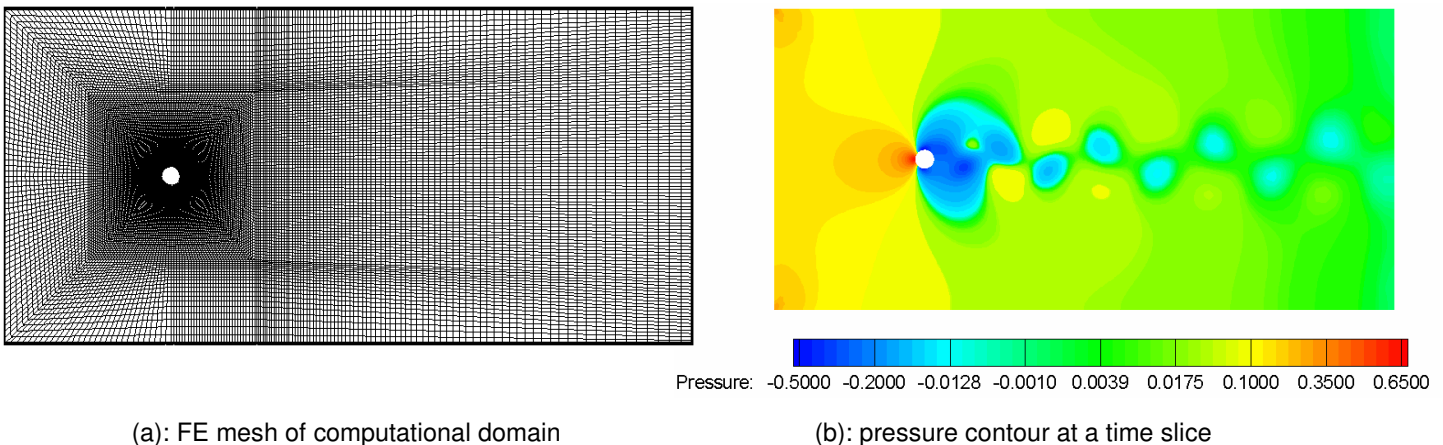 Pressure: -0.5000 -0.2000 -0.0128 -0.0010 0.0039 0.0175 0.1000 0.3500 0.6500
(a): FE mesh of computational domain
(b): pressure contour at a time slice